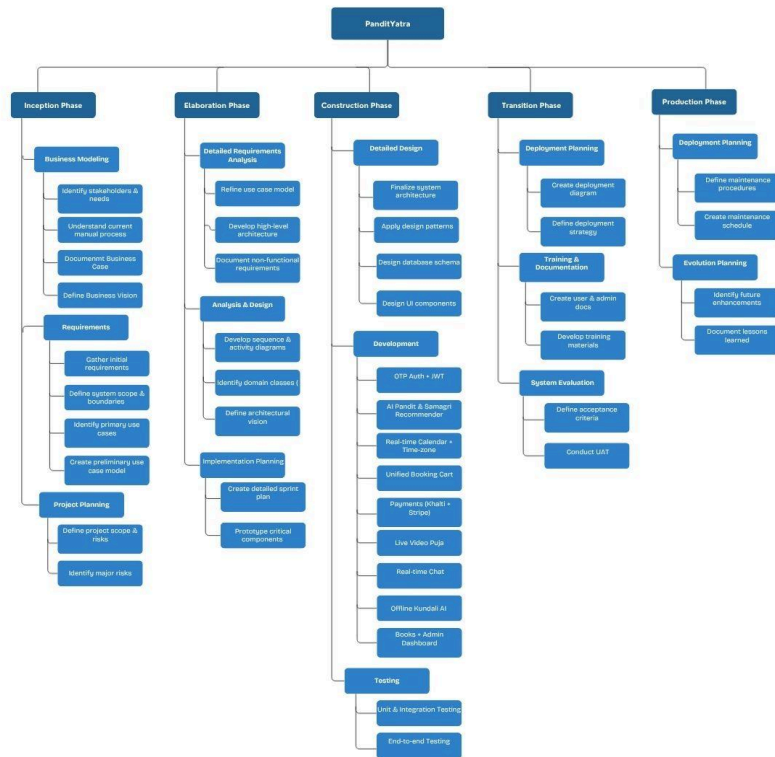 PanditYatra
Inception Phase
Business Modeling
Identify stakeholders &
needs
Understand current
manual process
Documenmt Business
Case
Define Business Vision
Requirements
Gather initial
requirements
Define system scope &
boundaries
Identify primary use
cases
Create preliminary use
case model
Project Planning
Define project scope &
risks
Identify major risks
Elaboration Phase
Detailed Requirements
Analysis
Refine use case model
Develop high-level
architecture
Document non-functional
requirements
Analysis & Design
Develop sequence &
activity diagrams
Identify domain classes (
Define architectural
vision
Implementation Planning
Create detailed sprint
plan
Prototype critical
components
Construction Phase
Detailed Design
Finalize system
architecture
Apply design patterns
Design database schema
Design UI components
Development
OTP Auth + JWT
AI Pandit & Samagri
Recommender
Real-time Calendar +
Time-zone
Unified Booking Cart
Payments (Khalti +
Stripe)
Live Video Puja
Real-time Chat
Offline Kundali AI
Books + Admin
Dashboard
Testing
Unit & Integration Testing
End-to-end Testing
Transition Phase
Deployment Planning
Create deployment
diagram
Define deployment
strategy
Training &
Documentation
Create user & admin
docs
Develop training
materials
System Evaluation
Define acceptance
criteria
Conduct UAT
Production Phase
Deployment Planning
Define maintenance
procedures
Create maintenance
schedule
Evolution Planning
Identify future
enhancements
Document lessons
learned